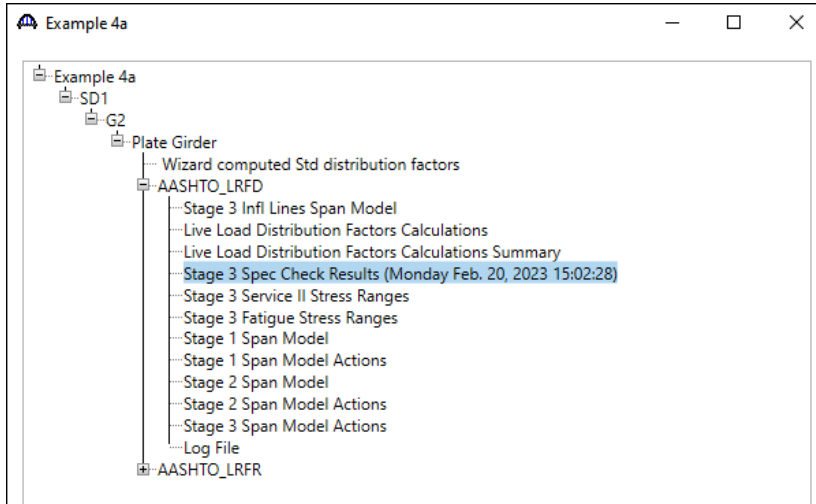 Example 4a
Example 4a
SD1
G2
Plate Girder
Wizard computed Std distribution factors
AASHTO_LRFD
Stage 3 Infl Lines Span Model
Live Load Distribution Factors Calculations
Live Load Distribution Factors Calculations Summary
Stage 3 Spec Check Results (Monday Feb. 20, 2023 15:02:28)
Stage 3 Service II Stress Ranges
Stage 3 Fatigue Stress Ranges
Stage 1 Span Model
Stage 1 Span Model Actions
Stage 2 Span Model
Stage 2 Span Model Actions
Stage 3 Span Model Actions
Log File
AASHTO_LRFR